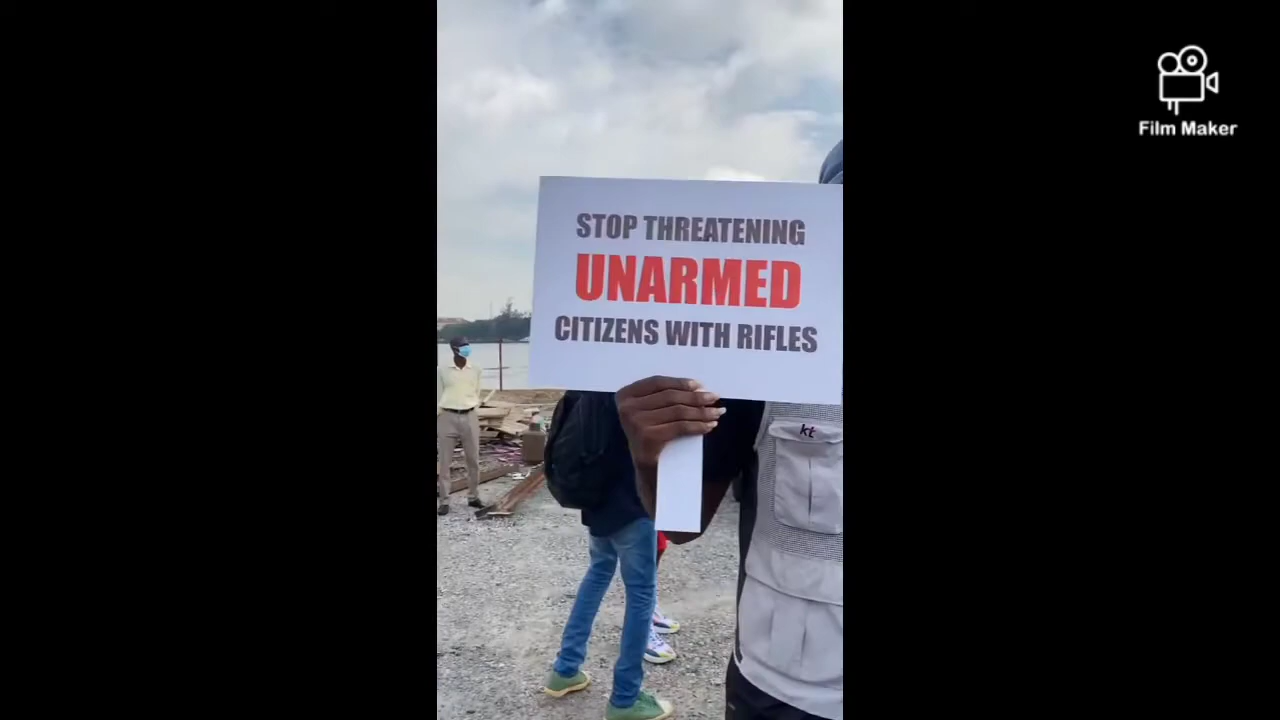 STOP THREATENING
UNARMED
CITIZENS WITH RIFLES
kt
Film Maker